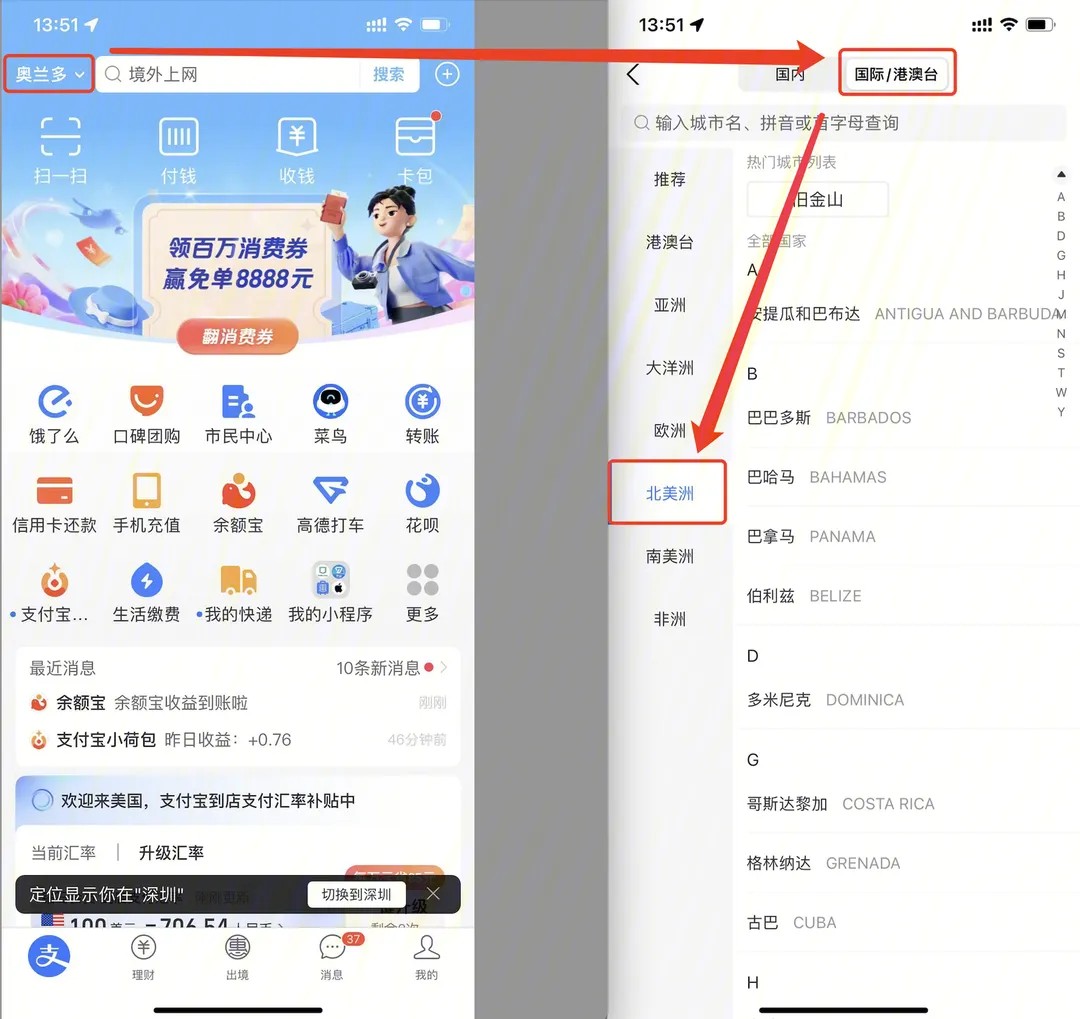 13:51
奥兰多
境外上网
搜索
扫一扫
付钱
收钱
卡包
领百万消费券
赢免单8888元
翻消费券
饿了么
口碑团购
市民中心
菜鸟
转账
信用卡还款
手机充值
余额宝
高德打车
花呗
支付宝...
生活缴费
我的快递
我的小程序
更多
最近消息
10条新消息
余额宝 余额宝收益到账啦
刚刚
支付宝小荷包 昨日收益：+0.76
46分钟前
欢迎来美国，支付宝到店支付汇率补贴中
当前汇率 | 升级汇率
定位显示你在"深圳"
切换到深圳
100美元=706.54人民币
支
理财
出境
37
消息
我的
13:51
国内
国际/港澳台
输入城市名、拼音或首字母查询
推荐
港澳台
亚洲
大洋洲
欧洲
北美洲
南美洲
非洲
热门城市列表
旧金山
全部国家
A
安提瓜和巴布达 ANTIGUA AND BARBUDA
B
巴巴多斯 BARBADOS
巴哈马 BAHAMAS
巴拿马 PANAMA
伯利兹 BELIZE
D
多米尼克 DOMINICA
G
哥斯达黎加 COSTA RICA
格林纳达 GRENADA
古巴 CUBA
H
A
B
D
G
H
J
M
N
S
T
W
Y